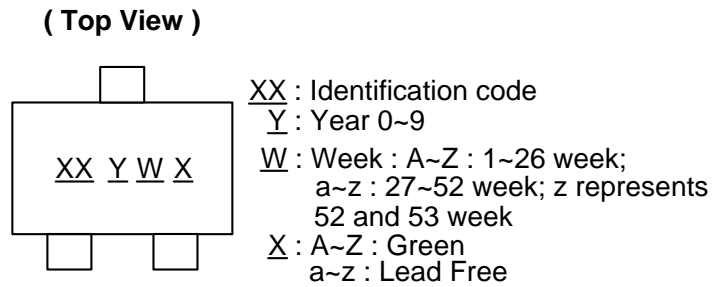 ( Top View )
XX Y W X
XX : Identification code
Y : Year 0~9
W : Week : A~Z : 1~26 week;
a~z : 27~52 week; z represents
52 and 53 week
X : A~Z : Green
a~z : Lead Free